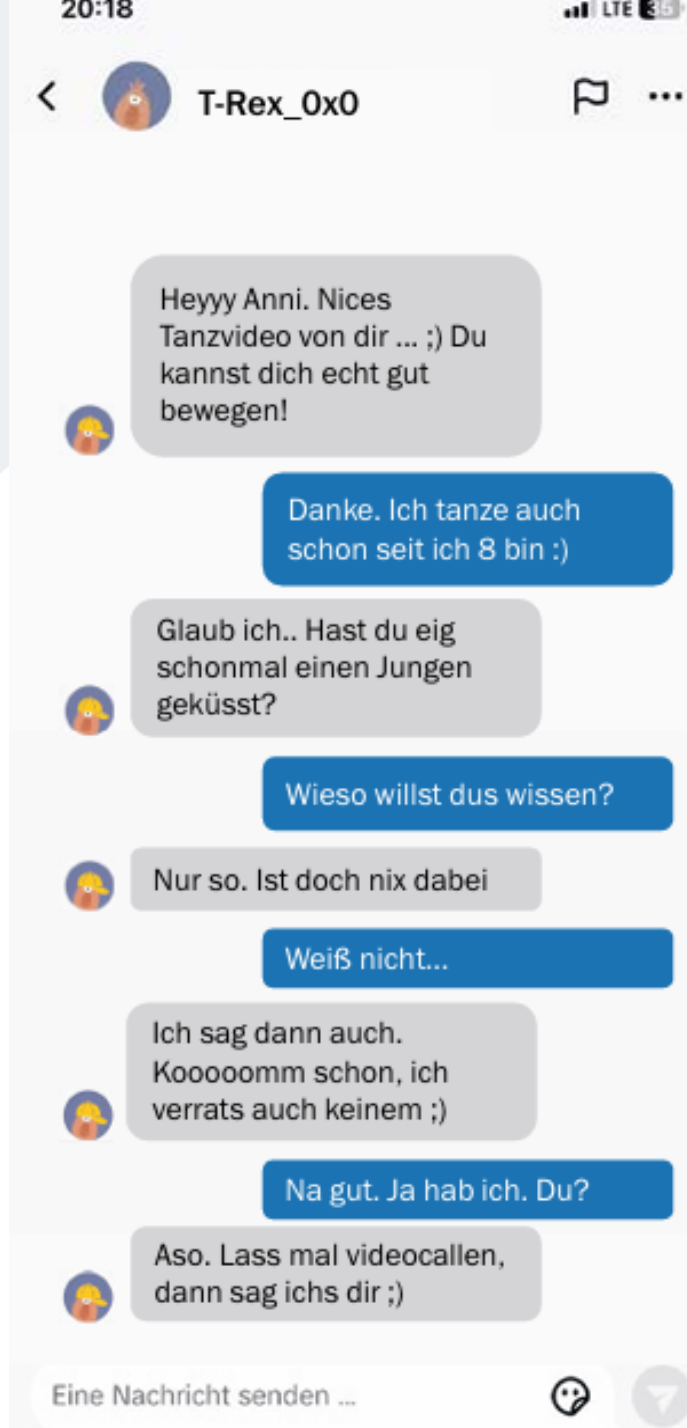 20:18
LTE 35
T-Rex_0x0
Heyyy Anni. Nices
Tanzvideo von dir ... ;) Du
kannst dich echt gut
bewegen!
Danke. Ich tanze auch
schon seit ich 8 bin :)
Glaub ich.. Hast du eig
schonmal einen Jungen
geküsst?
Wieso willst dus wissen?
Nur so. Ist doch nix dabei
Weiß nicht...
Ich sag dann auch.
Kooooomm schon, ich
verrats auch keinem ;)
Na gut. Ja hab ich. Du?
Aso. Lass mal videocallen,
dann sag ichs dir ;)
Eine Nachricht senden ...